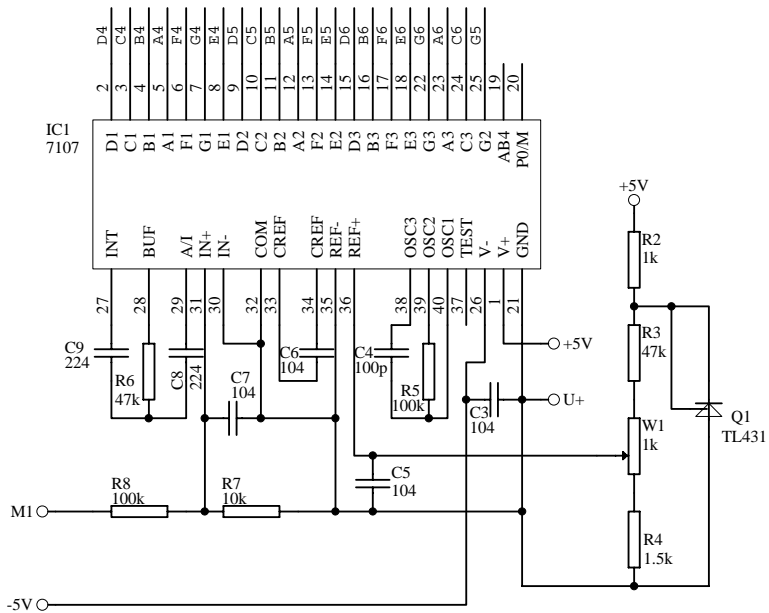 D4 C4 B4 A4 F4 G4 E4 D5 C5 B5 A5 F5 E5 D6 B6 F6 E6 G6 A6 C6 G5
2 3 4 5 6 7 8 9 10 11 12 13 14 15 16 17 18 22 23 24 25 19 20
IC1
7107
D1 C1 B1 A1 F1 G1 E1 D2 C2 B2 A2 F2 E2 D3 B3 F3 E3 G3 A3 C3 G2 AB4 P0/M
INT BUF A/I IN+ IN- COM CREF CREF REF- REF+ OSC3 OSC2 OSC1 TEST V- V+ GND
27 28 29 31 30 32 33 34 35 36 38 39 40 37 26 1 21
+5V
R2
1k
R3
47k
C9
224
R6
47k
C8
224
C7
104
C6
104
C4
100p
R5
100k
C3
104
+5V
U+
W1
1k
Q1
TL431
C5
104
M1
R8
100k
R7
10k
R4
1.5k
-5V